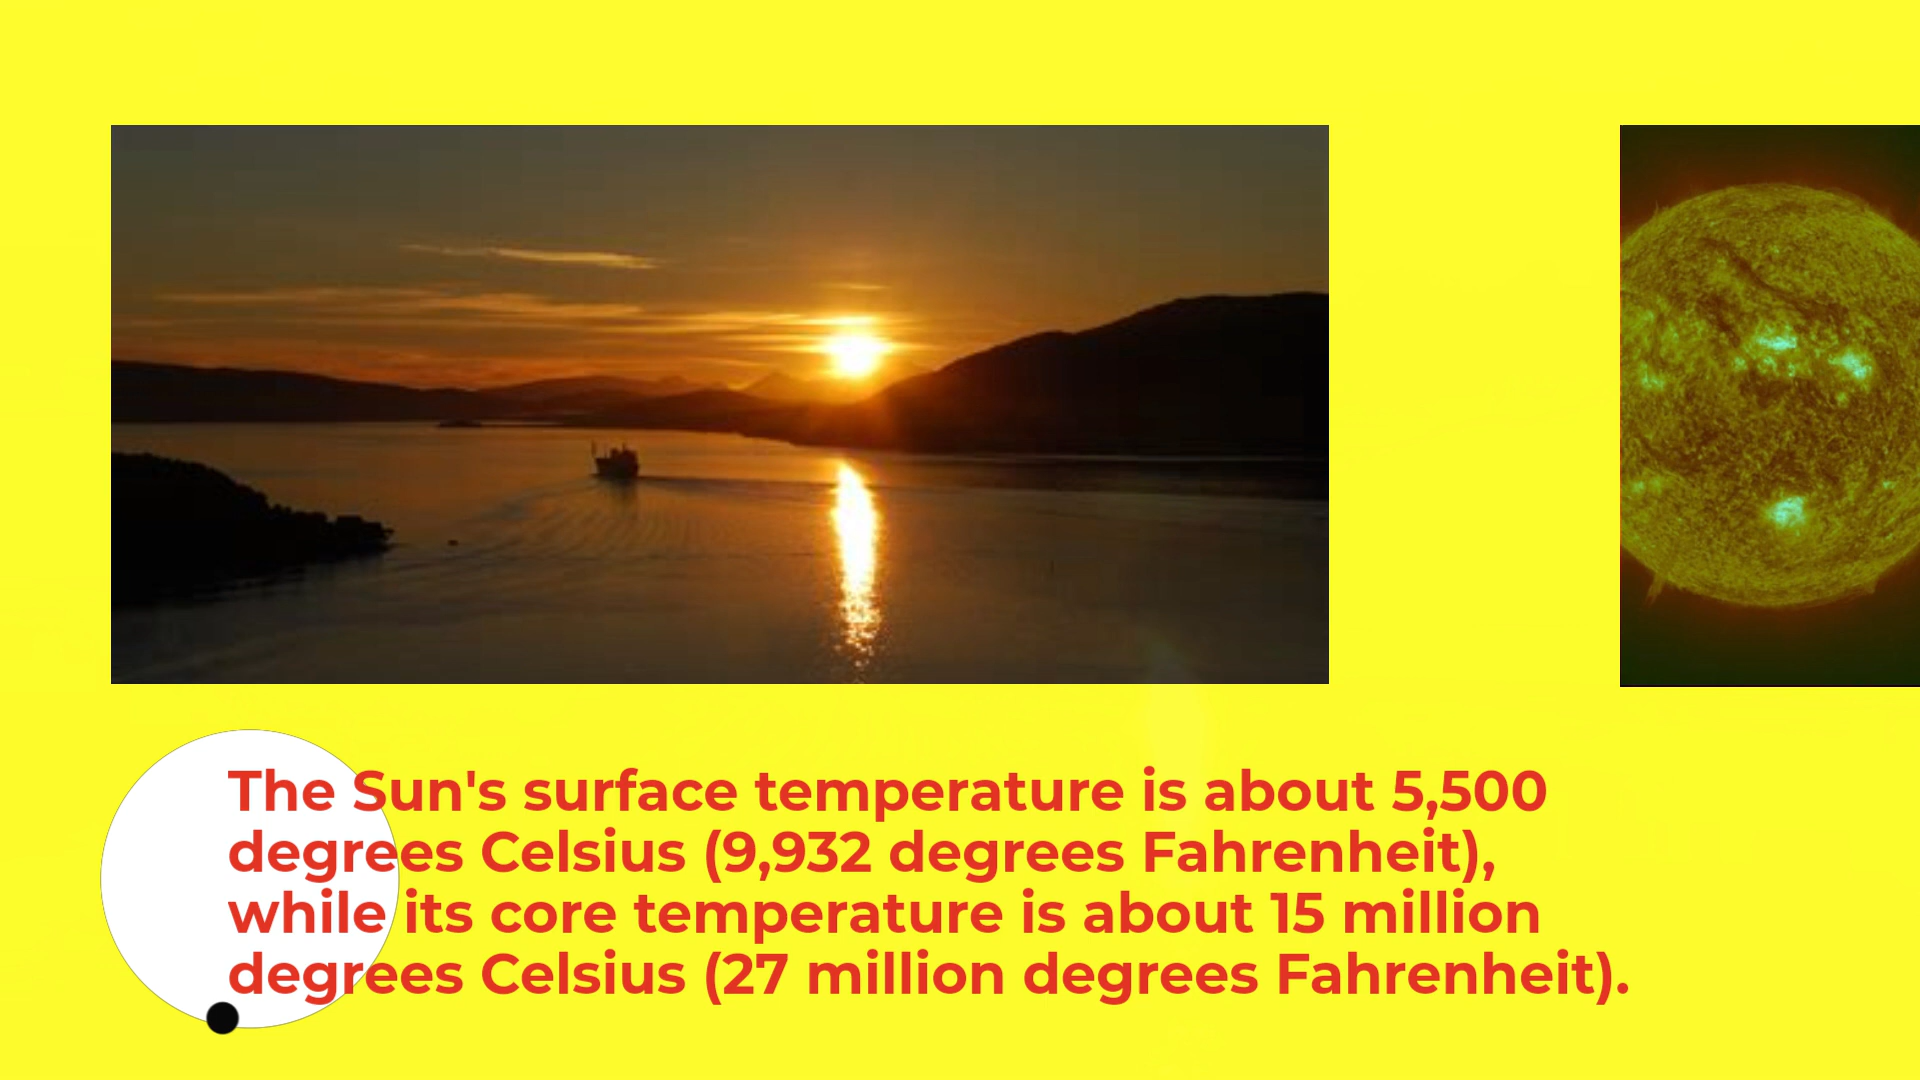 The Sun's surface temperature is about 5,500
degrees Celsius (9,932 degrees Fahrenheit),
while its core temperature is about 15 million
degrees Celsius (27 million degrees Fahrenheit).